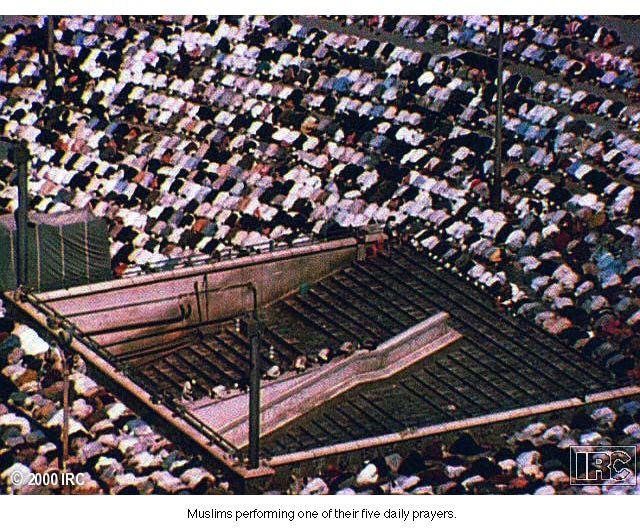 © 2000 IRC
IRC
Muslims performing one of their five daily prayers.